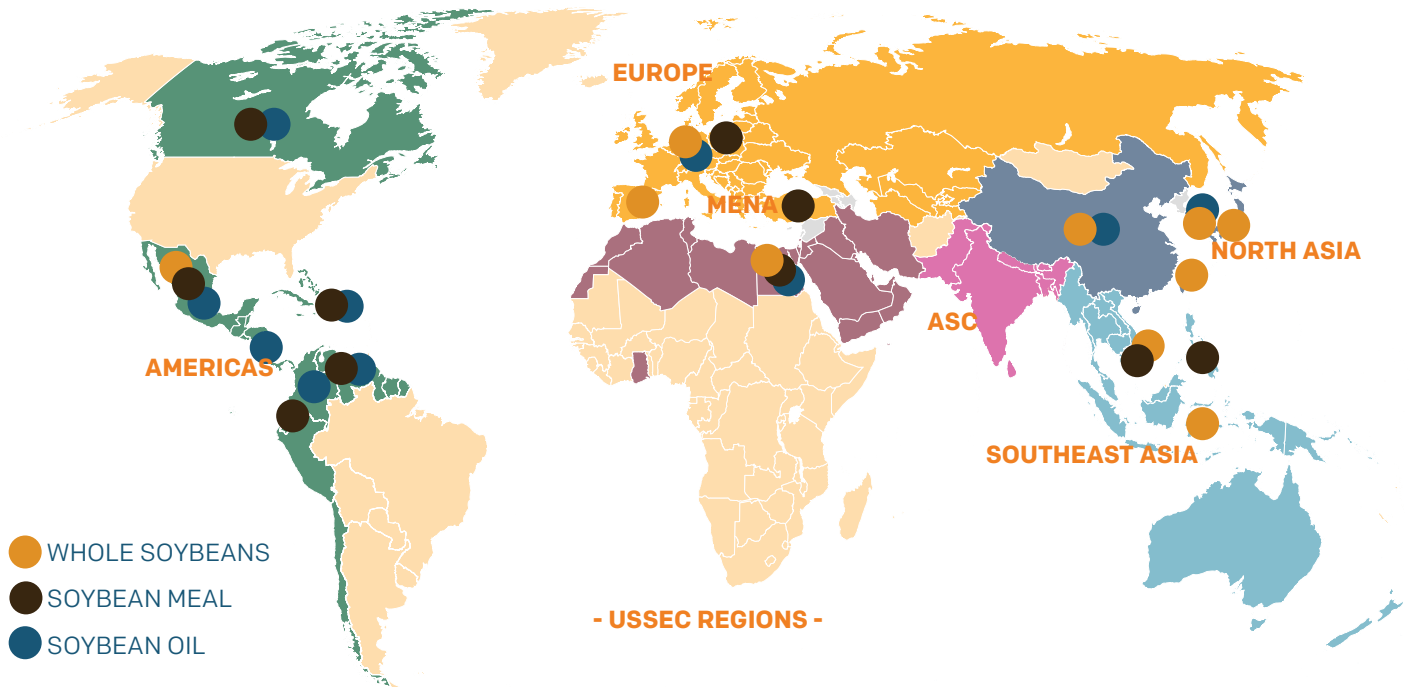 EUROPE
MENA
NORTH ASIA
ASC
AMERICAS
SOUTHEAST ASIA
WHOLE SOYBEANS
SOYBEAN MEAL
SOYBEAN OIL
- USSEC REGIONS -